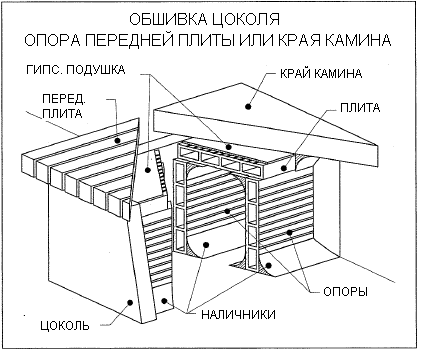 ОБШИВКА ЦОКОЛЯ
ОПОРА ПЕРЕДНЕЙ ПЛИТЫ ИЛИ КРАЯ КАМИНА
ГИПС. ПОДУШКА
КРАЙ КАМИНА
ПЕРЕД.
ПЛИТА
ПЛИТА
ОПОРЫ
НАЛИЧНИКИ
ЦОКОЛЬ